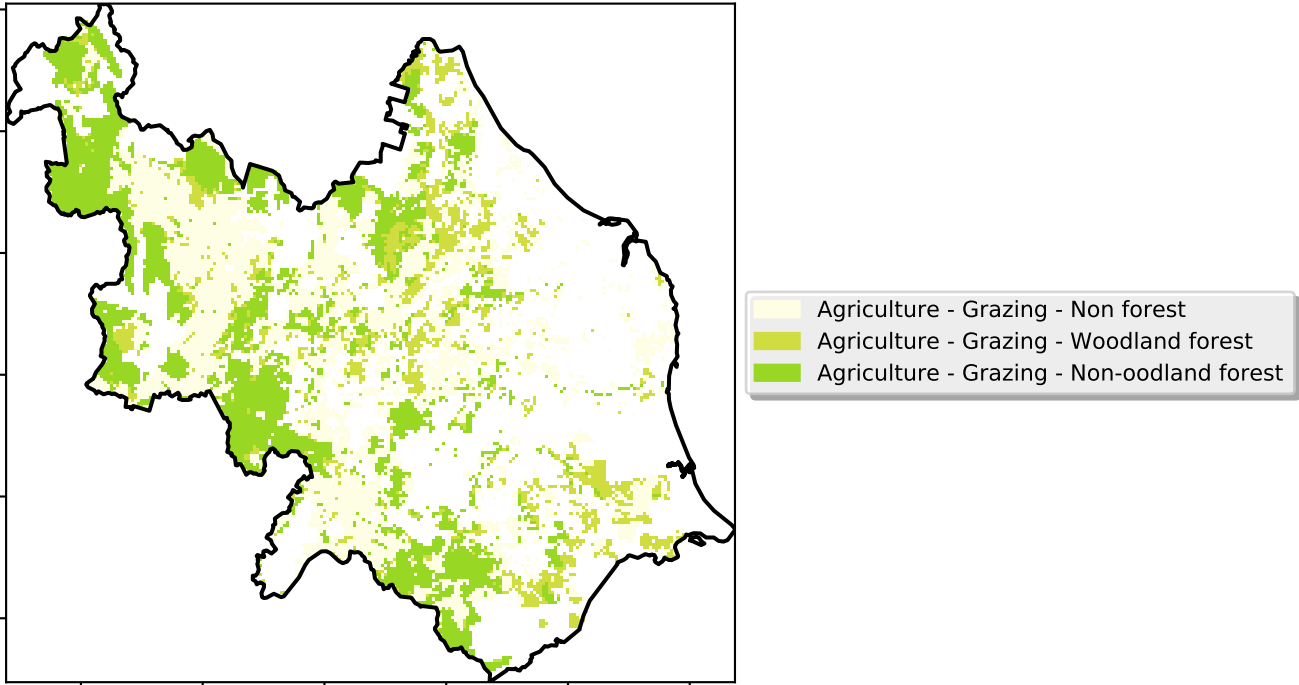 Agriculture - Grazing - Non forest
Agriculture - Grazing - Woodland forest
Agriculture - Grazing - Non-oodland forest